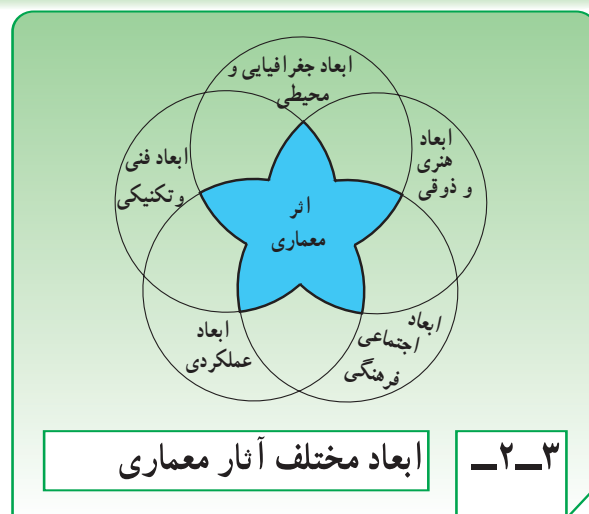 ابعاد جغرافیایی و
محیطی
ابعاد
هنری
و ذوقی
ابعاد فنی
و تکنیکی
اثر
معماری
ابعاد
اجتماعی
فرهنگی
ابعاد
عملکردی
۳ــ۲ــ
ابعاد مختلف آثار معماری